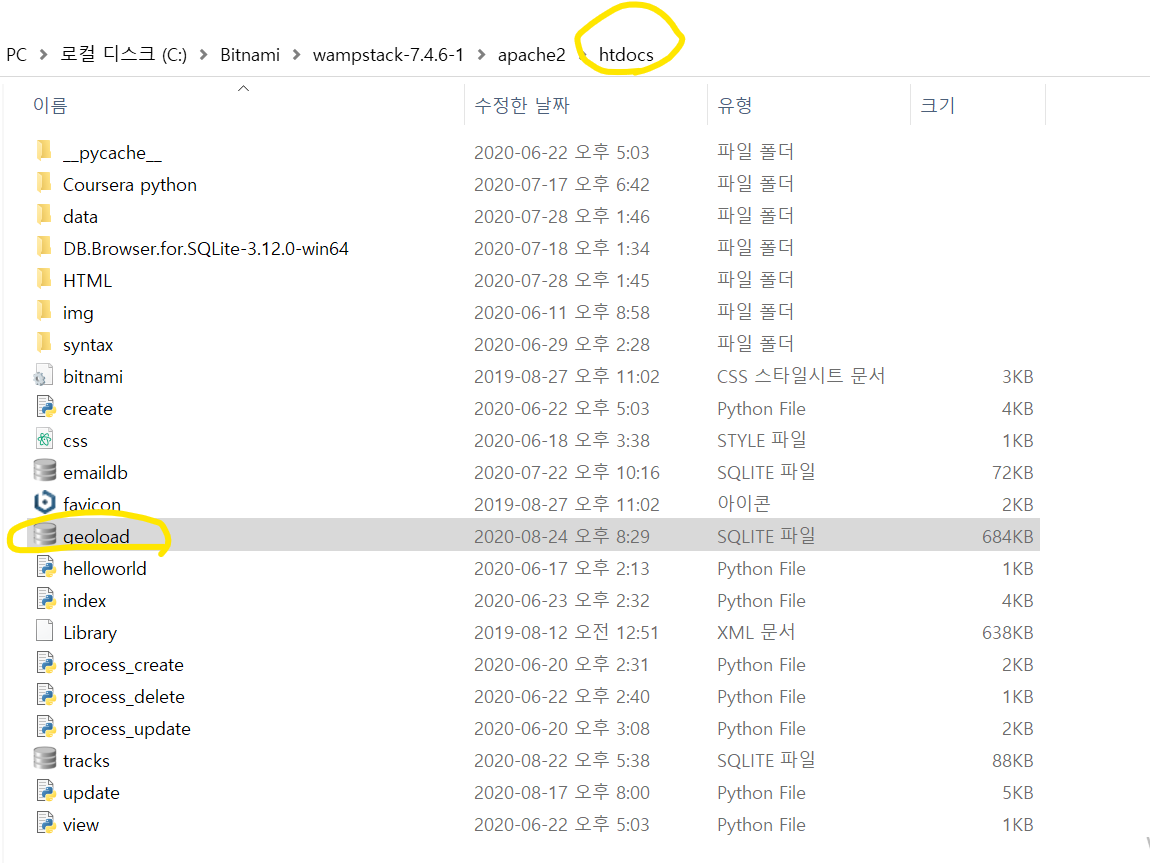 PC > 로컬 디스크 (C:) > Bitnami > wampstack-7.4.6-1 > apache2 > htdocs
이름 수정한 날짜 유형 크기
__pycache__ 2020-06-22 오후 5:03 파일 폴더
Coursera python 2020-07-17 오후 6:42 파일 폴더
data 2020-07-28 오후 1:46 파일 폴더
DB.Browser.for.SQLite-3.12.0-win64 2020-07-18 오후 1:34 파일 폴더
HTML 2020-07-28 오후 1:45 파일 폴더
img 2020-06-11 오후 8:58 파일 폴더
syntax 2020-06-29 오후 2:28 파일 폴더
bitnami 2019-08-27 오후 11:02 CSS 스타일시트 문서 3KB
create 2020-06-22 오후 5:03 Python File 4KB
css 2020-06-18 오후 3:38 STYLE 파일 1KB
emaildb 2020-07-22 오후 10:16 SQLITE 파일 72KB
favicon 2019-08-27 오후 11:02 아이콘 2KB
geoload 2020-08-24 오후 8:29 SQLITE 파일 684KB
helloworld 2020-06-17 오후 2:13 Python File 1KB
index 2020-06-23 오후 2:32 Python File 4KB
Library 2019-08-12 오전 12:51 XML 문서 638KB
process_create 2020-06-20 오후 2:31 Python File 2KB
process_delete 2020-06-22 오후 2:40 Python File 1KB
process_update 2020-06-20 오후 3:08 Python File 2KB
tracks 2020-08-22 오후 5:38 SQLITE 파일 88KB
update 2020-08-17 오후 8:00 Python File 5KB
view 2020-06-22 오후 5:03 Python File 1KB